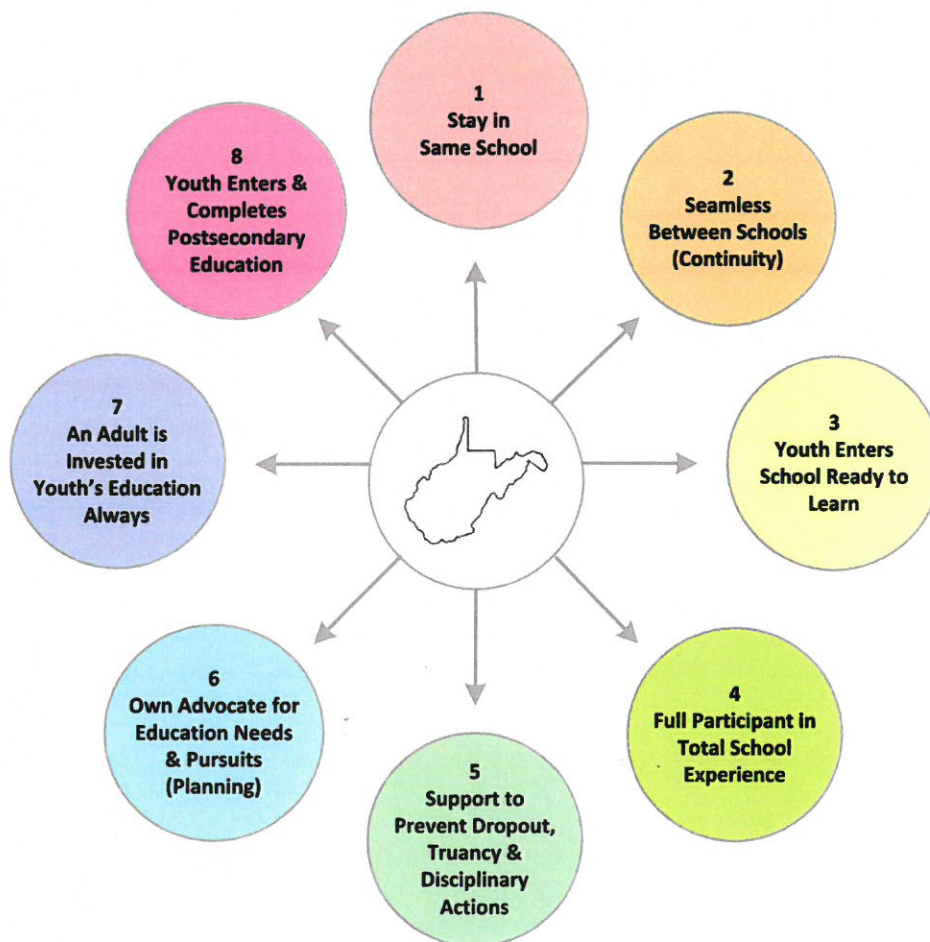 1
Stay in
Same School
2
Seamless
Between Schools
(Continuity)
3
Youth Enters
School Ready to
Learn
4
Full Participant in
Total School
Experience
5
Support to
Prevent Dropout,
Truancy &
Disciplinary
Actions
6
Own Advocate for
Education Needs
& Pursuits
(Planning)
7
An Adult is
Invested in
Youth's Education
Always
8
Youth Enters &
Completes
Postsecondary
Education